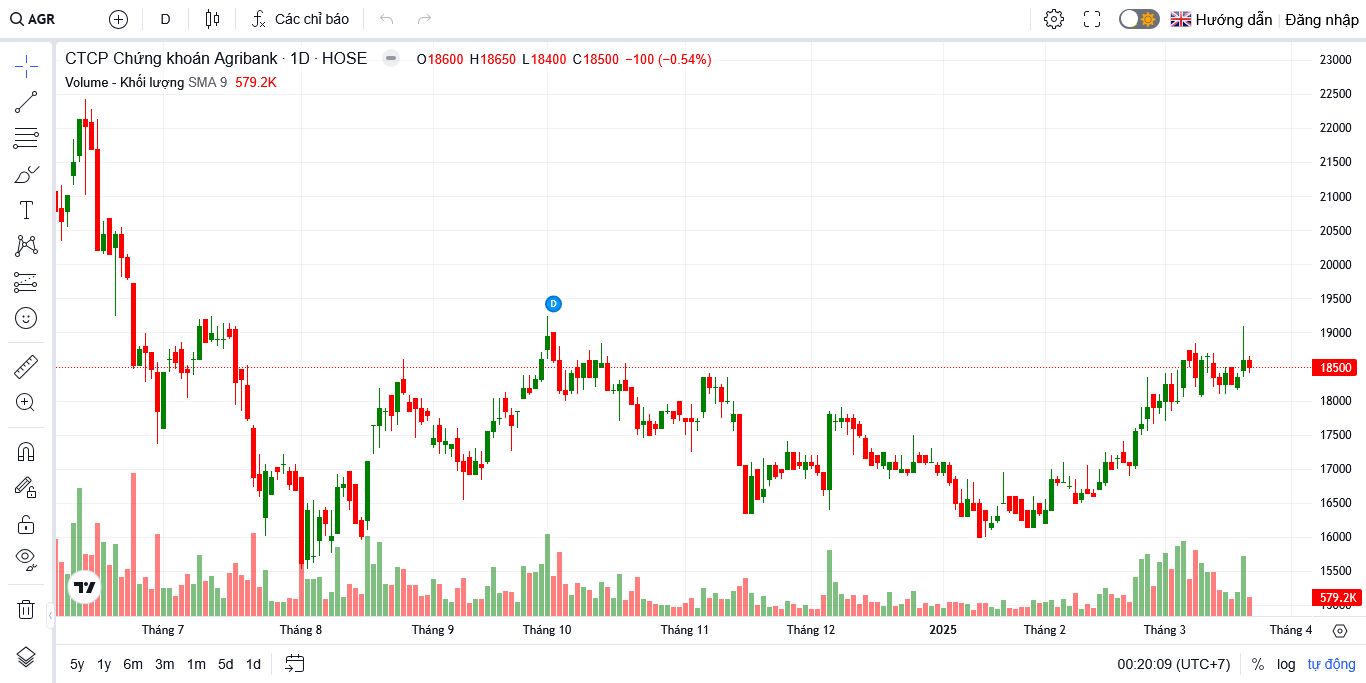 AGR D Các chỉ báo Hướng dẫn Đăng nhập
CTCP Chứng khoán Agribank · 1D · HOSE O18600 H18650 L18400 C18500 −100 (−0.54%)
Volume - Khối lượng SMA 9 579.2K
23000
22500
22000
21500
21000
20500
20000
19500
D
19000
18500
18000
17500
17000
16500
16000
15500
579.2K
Tháng 7 Tháng 8 Tháng 9 Tháng 10 Tháng 11 Tháng 12 2025 Tháng 2 Tháng 3 Tháng 4
5y 1y 6m 3m 1m 5d 1d 00:20:09 (UTC+7) % log tự động